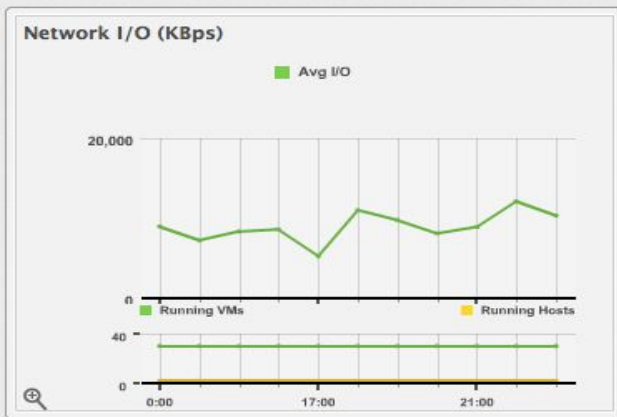 Network I/O (KBps)
Avg I/O
20,000
0
Running VMs Running Hosts
40
0
0:00 17:00 21:00